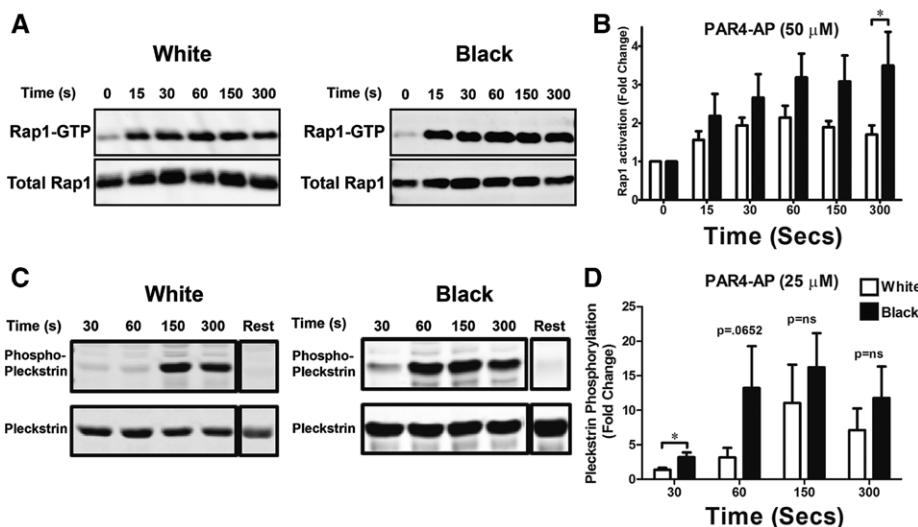 A
White
Time (s) 0 15 30 60 150 300
Rap1-GTP
Total Rap1
Black
0 15 30 60 150 300
Rap1-GTP
Total Rap1
B
PAR4-AP (50 μM)
*
Rap1 activation (Fold Change)
4
3
2
1
0
0 15 30 60 150 300
Time (Secs)
C
White
Time (s) 30 60 150 300 Rest
Phospho-
Pleckstrin
Pleckstrin
Black
Time (s) 30 60 150 300 Rest
Phospho-
Pleckstrin
Pleckstrin
D
PAR4-AP (25 μM)
White
Black
Pleckstrin Phosphorylation
(Fold Change)
25
20
15
10
5
0
*
p=.0652
p=ns
p=ns
30 60 150 300
Time (Secs)